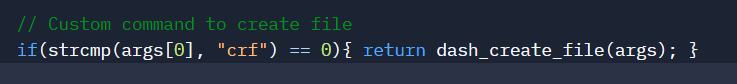 // Custom command to create file
if(strcmp(args[0], "crf") == 0){ return dash_create_file(args); }